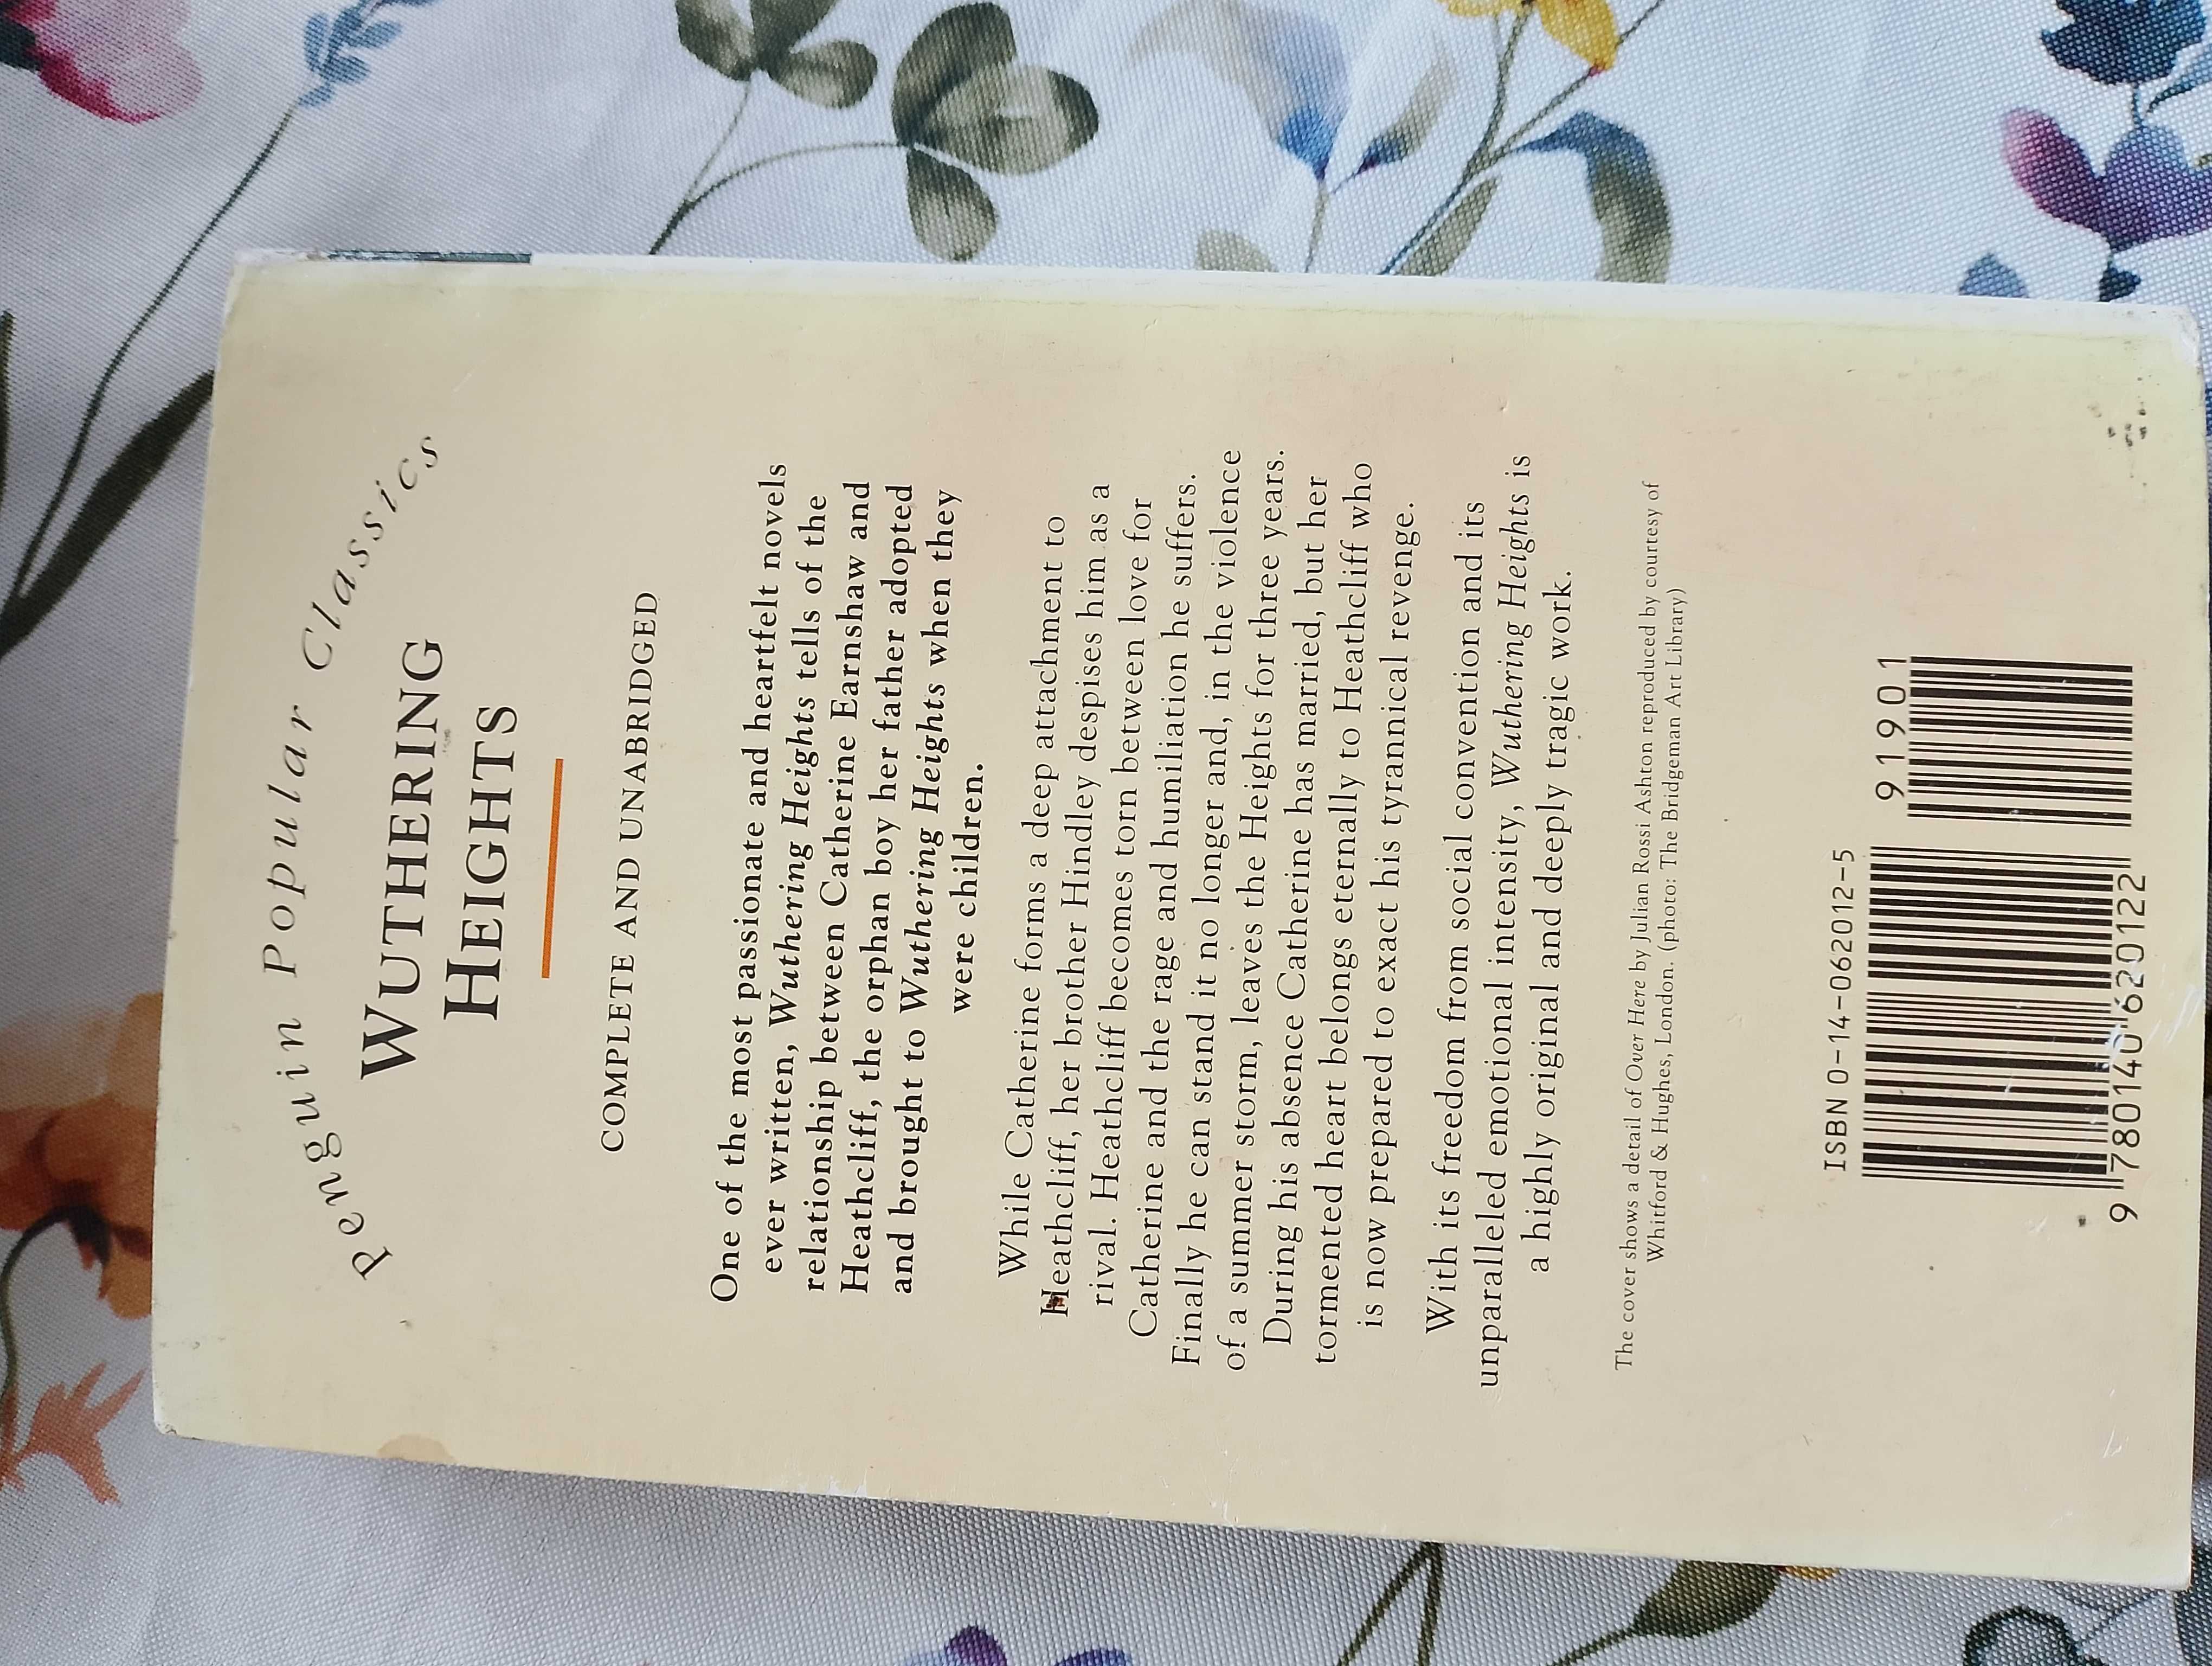 Penguin Popular Classics
WUTHERING
HEIGHTS
COMPLETE AND UNABRIDGED
One of the most passionate and heartfelt novels
ever written, Wuthering Heights tells of the
relationship between Catherine Earnshaw and
Heathcliff, the orphan boy her father adopted
and brought to Wuthering Heights when they
were children.
While Catherine forms a deep attachment to
Heathcliff, her brother Hindley despises him as a
rival. Heathcliff becomes torn between love for
Catherine and the rage and humiliation he suffers.
Finally he can stand it no longer and, in the violence
of a summer storm, leaves the Heights for three years.
During his absence Catherine has married, but her
tormented heart belongs eternally to Heathcliff who
is now prepared to exact his tyrannical revenge.
With its freedom from social convention and its
unparalleled emotional intensity, Wuthering Heights is
a highly original and deeply tragic work.
The cover shows a detail of Over Here by Julian Rossi Ashton reproduced by courtesy of
Whitford & Hughes, London. (photo: The Bridgeman Art Library)
ISBN 0-14-062012-5
91901
9 780140 620122